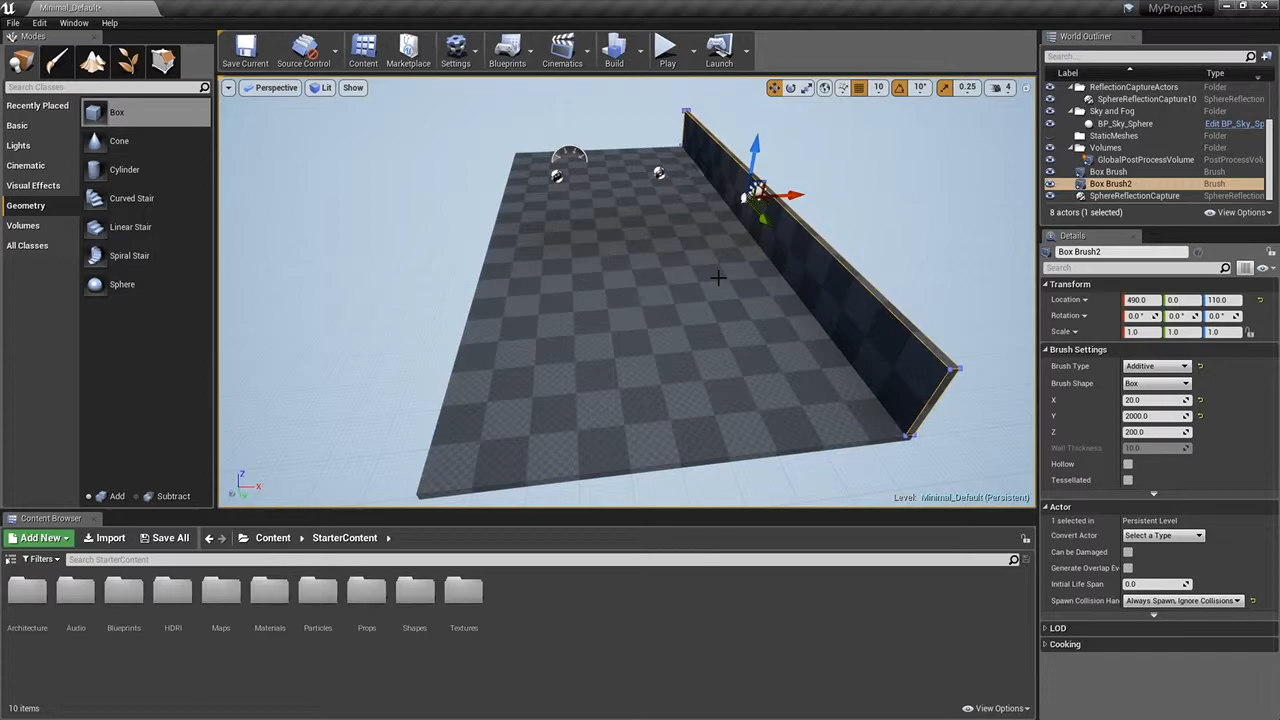 Minimal_Default*
MyProject5
File Edit Window Help
Modes
World Outliner
Search Classes
Save Current Source Control Content Marketplace Settings Blueprints Cinematics Build Play Launch
Search...
Label Type
Recently Placed
Basic
Lights
Cinematic
Visual Effects
Geometry
Volumes
All Classes
Box
Cone
Cylinder
Curved Stair
Linear Stair
Spiral Stair
Sphere
Add Subtract
Perspective Lit Show
10 10° 0.25 4
Z
X
Level: Minimal_Default (Persistent)
ReflectionCaptureActors Folder
SphereReflectionCapture10 SphereReflection
Sky and Fog Folder
BP_Sky_Sphere Edit BP_Sky_Sp
StaticMeshes Folder
Volumes Folder
GlobalPostProcessVolume PostProcessVolu
Box Brush Brush
Box Brush2 Brush
SphereReflectionCapture SphereReflection
8 actors (1 selected) View Options
Details
Box Brush2
Search
Transform
Location 490.0 0.0 110.0
Rotation 0.0 ° 0.0 ° 0.0 °
Scale 1.0 1.0 1.0
Brush Settings
Brush Type Additive
Brush Shape Box
X 20.0
Y 2000.0
Z 200.0
Wall Thickness 10.0
Hollow
Tessellated
Actor
1 selected in Persistent Level
Convert Actor Select a Type
Can be Damaged
Generate Overlap Ev
Initial Life Span 0.0
Spawn Collision Han Always Spawn, Ignore Collisions
LOD
Cooking
Content Browser
Add New Import Save All Content StarterContent
Filters Search StarterContent
Architecture Audio Blueprints HDRI Maps Materials Particles Props Shapes Textures
10 items View Options